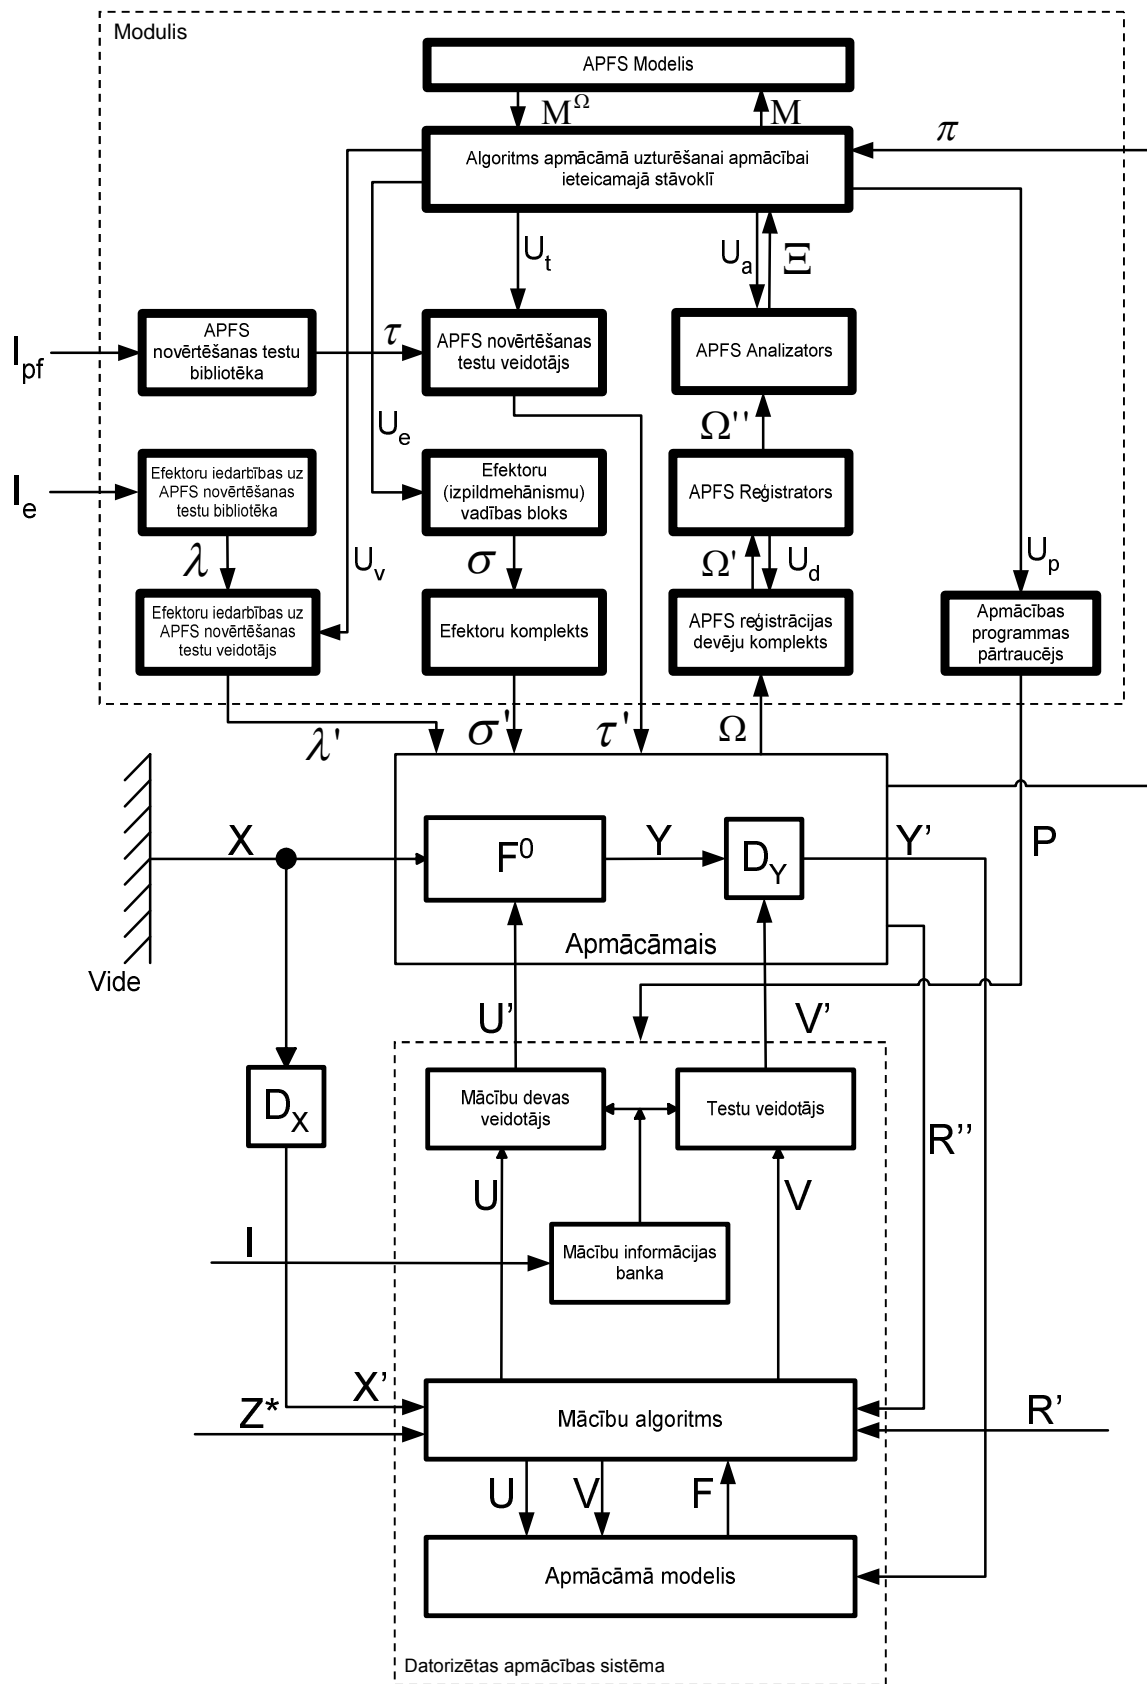 Modulis
APFS Modelis
M^Ω
M
π
Algoritms apmācāmā uzturēšanai apmācībai
ieteicamajā stāvoklī
U_t
U_a
Ξ
I_pf
APFS
novērtēšanas testu
bibliotēka
τ
APFS novērtēšanas
testu veidotājs
APFS Analizators
U_e
Ω''
I_e
Efektoru iedarbības uz
APFS novērtēšanas
testu bibliotēka
Efektoru
(izpildmehānismu)
vadības bloks
APFS Reģistrators
λ
U_v
σ
Ω'
U_d
U_p
Efektoru iedarbības uz
APFS novērtēšanas
testu veidotājs
Efektoru komplekts
APFS reģistrācijas
devēju komplekts
Apmācības
programmas
pārtraucējs
λ'
σ'
τ'
Ω
X
F^0
Y
D_Y
Y’
P
Apmācāmais
Vide
U’
V’
D_X
Mācību devas
veidotājs
Testu veidotājs
R’’
U
V
I
Mācību informācijas
banka
X’
Z*
Mācību algoritms
R’
U
V
F
Apmācāmā modelis
Datorizētas apmācības sistēma